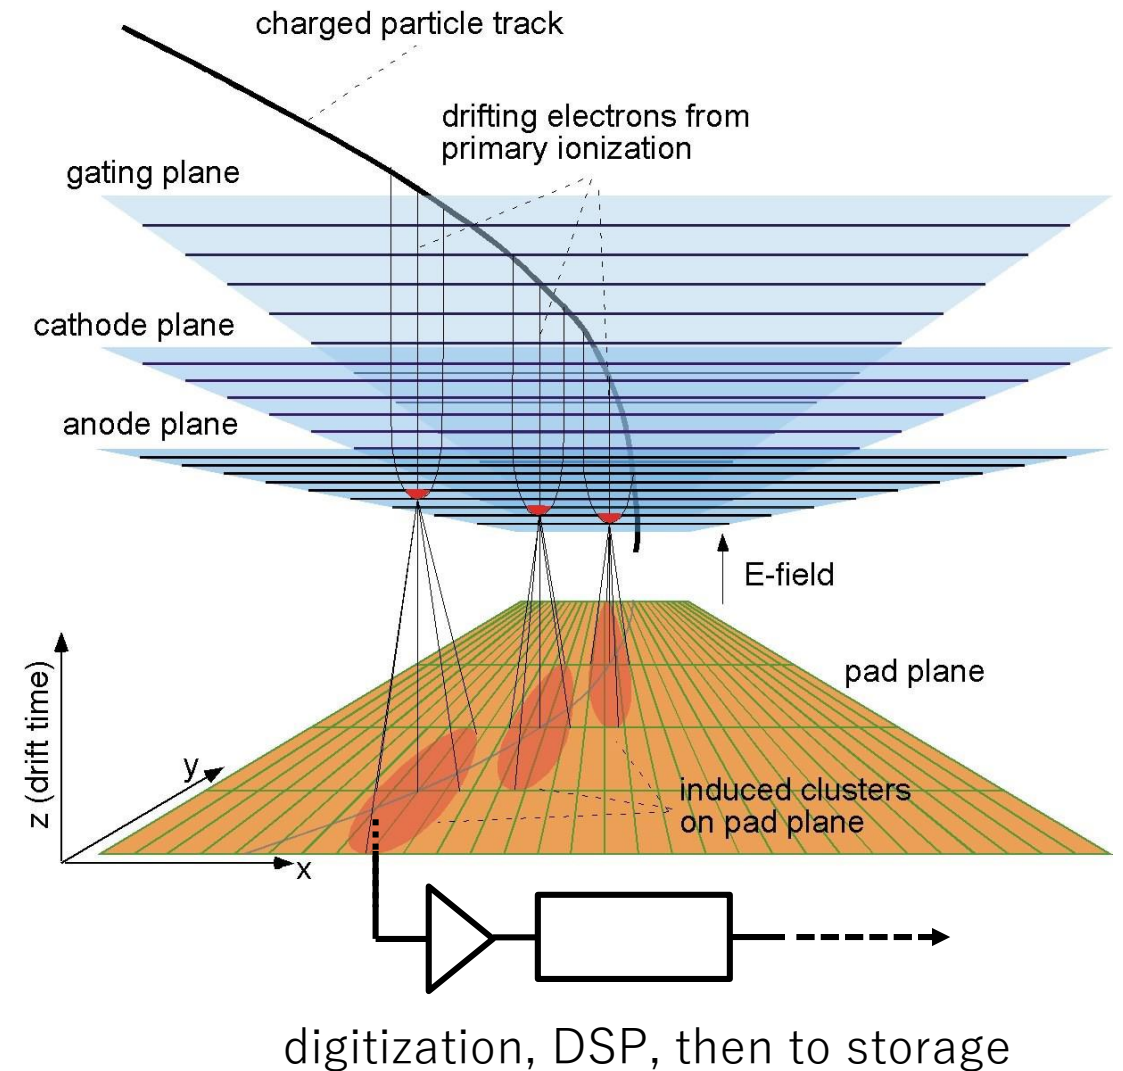 charged particle track
drifting electrons from
primary ionization
gating plane
cathode plane
anode plane
E-field
pad plane
z (drift time)
y
x
induced clusters
on pad plane
digitization, DSP, then to storage